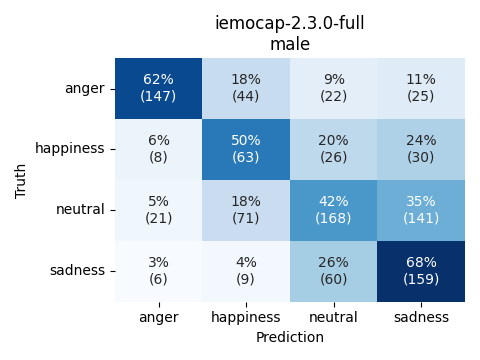 iemocap-2.3.0-full
male
Truth
anger
62% 18% 9% 11%
(147) (44) (22) (25)
happiness
6% 50% 20% 24%
(8) (63) (26) (30)
neutral
5% 18% 42% 35%
(21) (71) (168) (141)
sadness
3% 4% 26% 68%
(6) (9) (60) (159)
anger happiness neutral sadness
Prediction